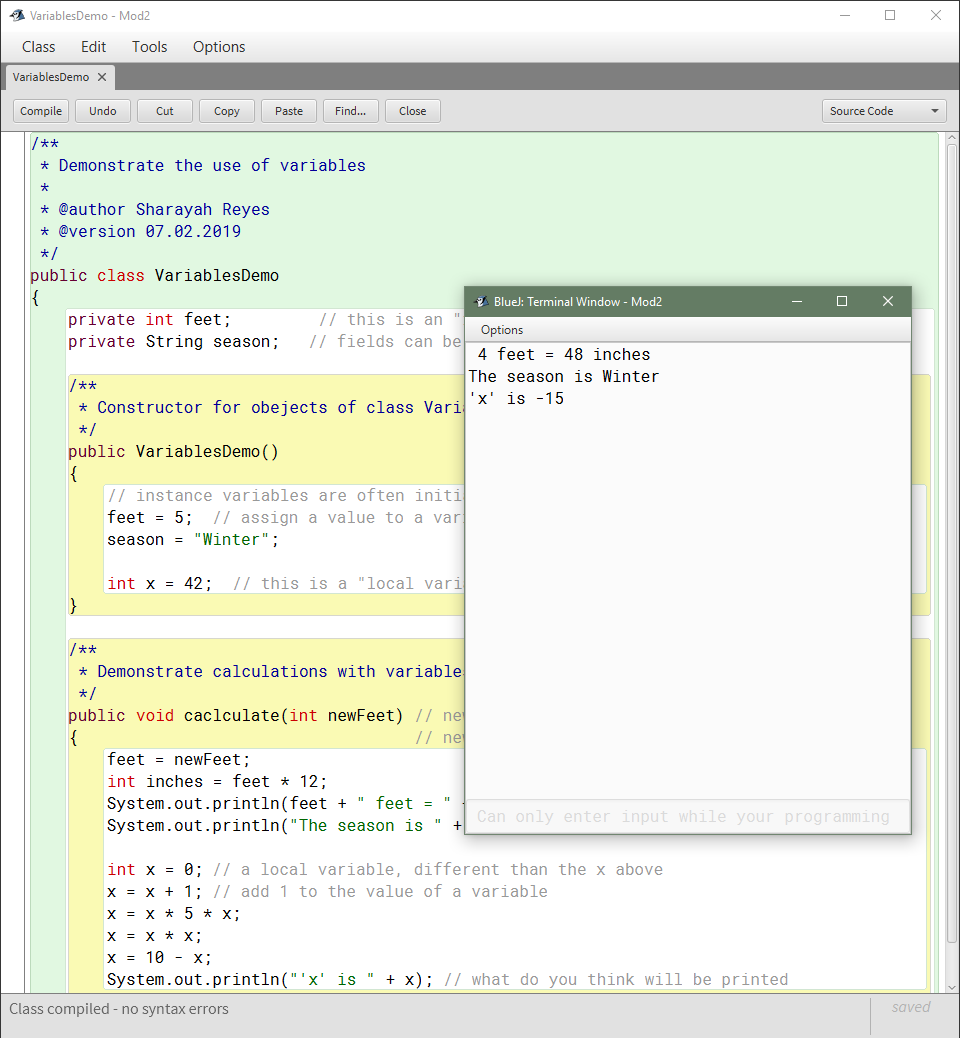 VariablesDemo - Mod2
Class Edit Tools Options
VariablesDemo
Compile Undo Cut Copy Paste Find... Close Source Code
/**
* Demonstrate the use of variables
*
* @author Sharayah Reyes
* @version 07.02.2019
*/
public class VariablesDemo
{
private int feet; // this is an "
private String season; // fields can be
/**
* Constructor for obejects of class Vari
*/
public VariablesDemo()
{
// instance variables are often initi
feet = 5; // assign a value to a var
season = "Winter";
int x = 42; // this is a "local vari
}
/**
* Demonstrate calculations with variables
*/
public void caclculate(int newFeet) // new
{ // new
feet = newFeet;
int inches = feet * 12;
System.out.println(feet + " feet = " +
System.out.println("The season is " +
int x = 0; // a local variable, different than the x above
x = x + 1; // add 1 to the value of a variable
x = x * 5 * x;
x = x * x;
x = 10 - x;
System.out.println("'x' is " + x); // what do you think will be printed
Class compiled - no syntax errors
saved
BlueJ: Terminal Window - Mod2
Options
4 feet = 48 inches
The season is Winter
'x' is -15
Can only enter input while your programming